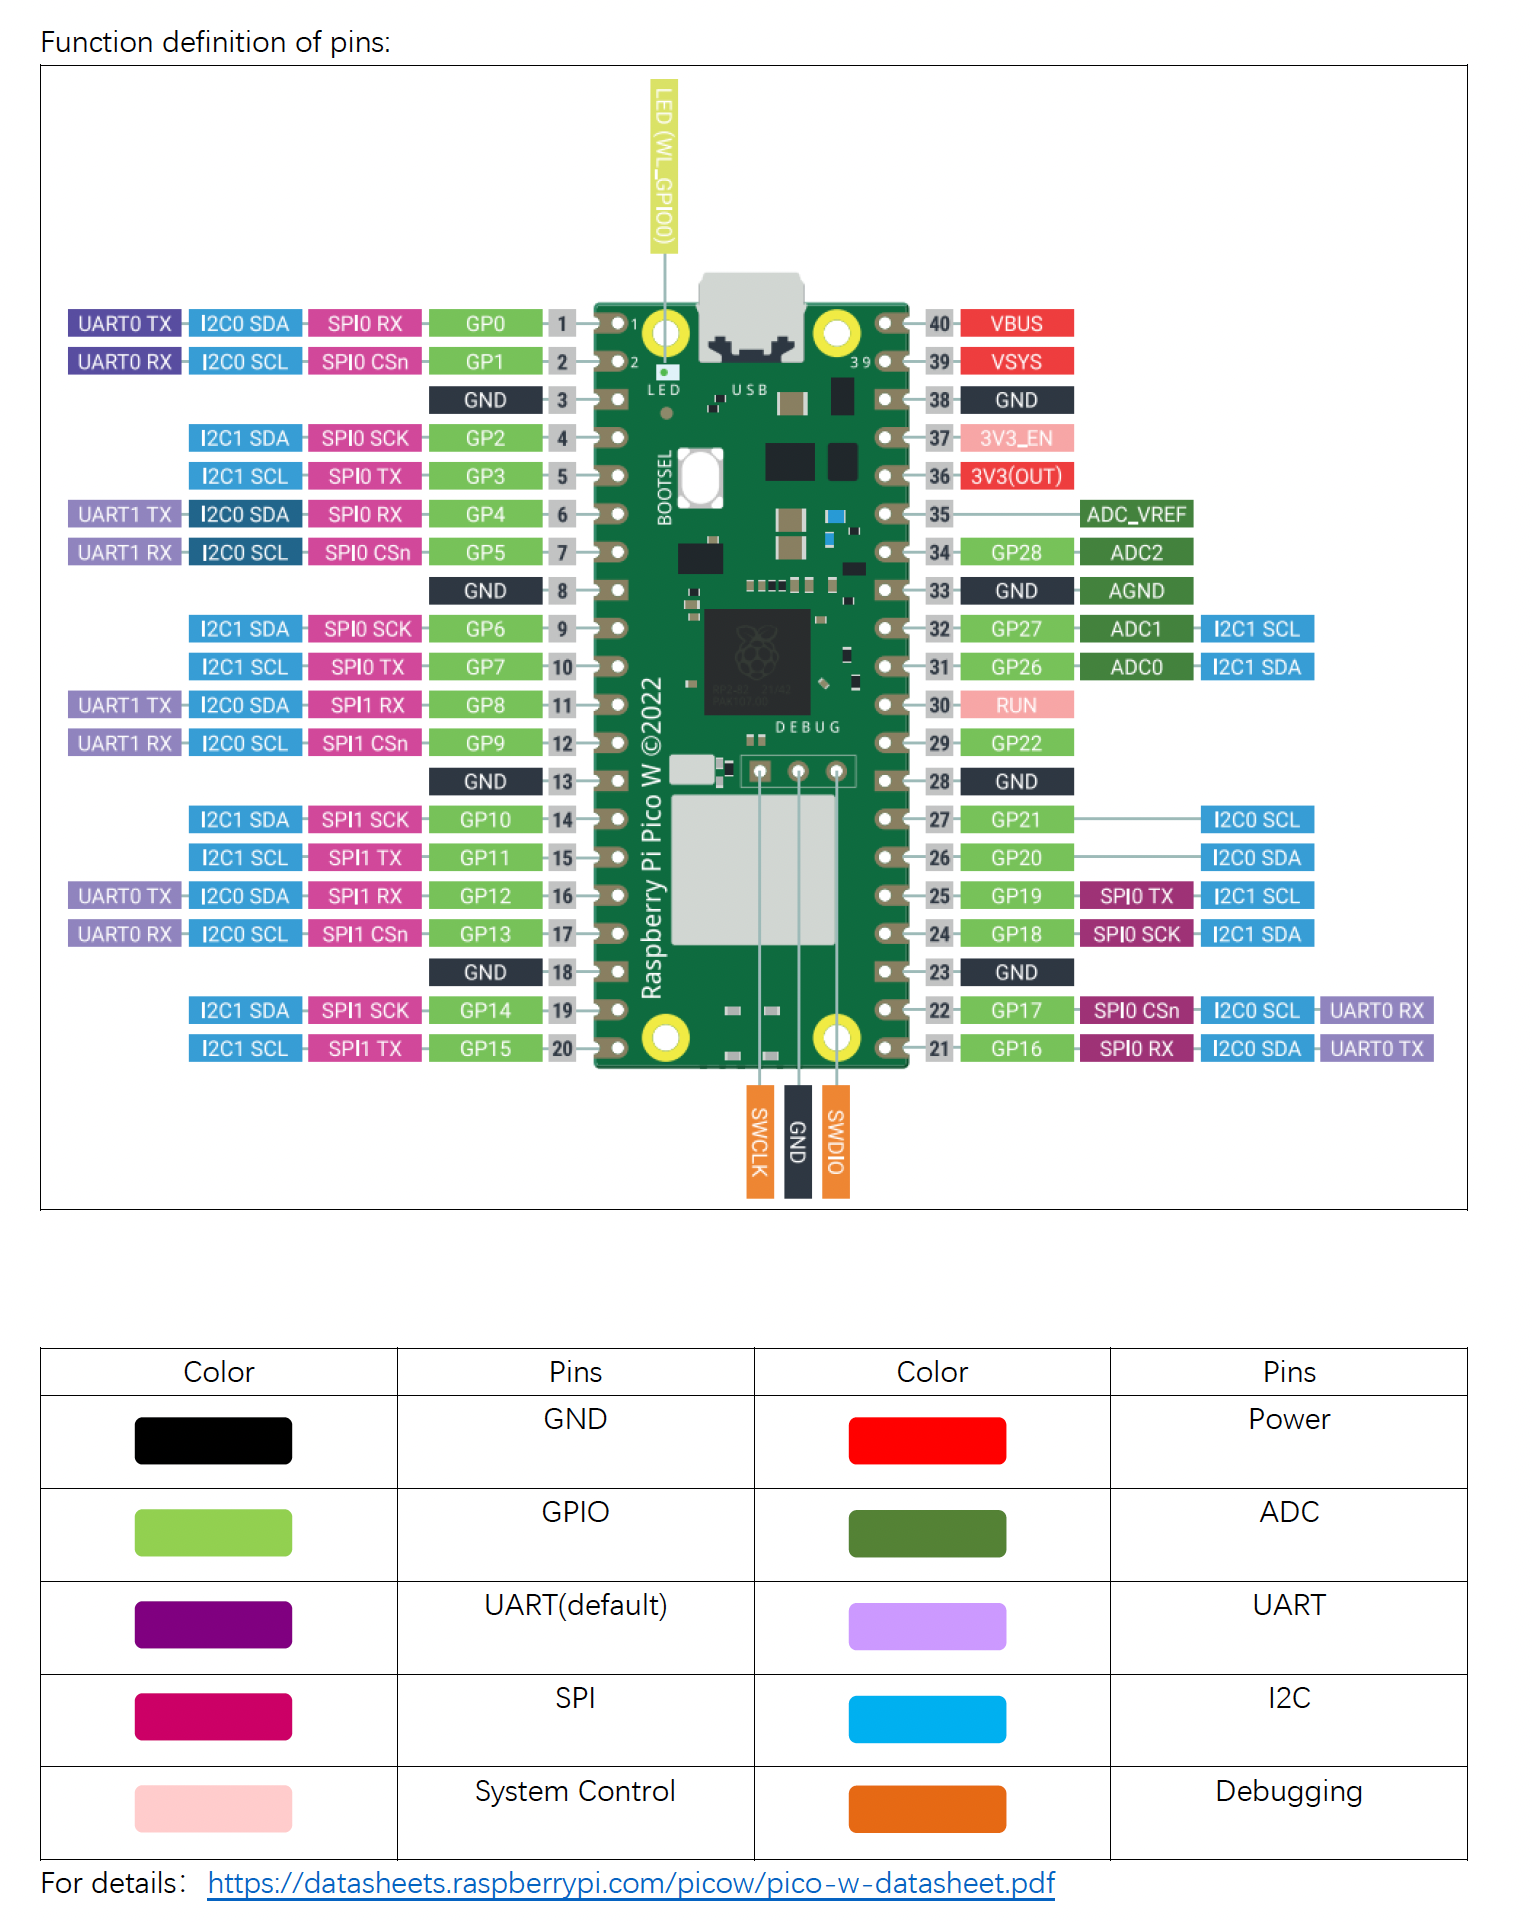 Function definition of pins:
LED (WL_GPIO0)
UART0 TX I2C0 SDA SPI0 RX GP0 1 1 40 VBUS
UART0 RX I2C0 SCL SPI0 CSn GP1 2 2 39 39 VSYS
LED USB
GND 3 38 GND
I2C1 SDA SPI0 SCK GP2 4 37 3V3_EN
I2C1 SCL SPI0 TX GP3 5 BOOTSEL 36 3V3(OUT)
UART1 TX I2C0 SDA SPI0 RX GP4 6 35 ADC_VREF
UART1 RX I2C0 SCL SPI0 CSn GP5 7 34 GP28 ADC2
GND 8 33 GND AGND
I2C1 SDA SPI0 SCK GP6 9 32 GP27 ADC1 I2C1 SCL
I2C1 SCL SPI0 TX GP7 10 31 GP26 ADC0 I2C1 SDA
UART1 TX I2C0 SDA SPI1 RX GP8 11 30 RUN
DEBUG
UART1 RX I2C0 SCL SPI1 CSn GP9 12 29 GP22
GND 13 28 GND
I2C1 SDA SPI1 SCK GP10 14 27 GP21 I2C0 SCL
Raspberry Pi Pico W ©2022
I2C1 SCL SPI1 TX GP11 15 26 GP20 I2C0 SDA
UART0 TX I2C0 SDA SPI1 RX GP12 16 25 GP19 SPI0 TX I2C1 SCL
UART0 RX I2C0 SCL SPI1 CSn GP13 17 24 GP18 SPI0 SCK I2C1 SDA
GND 18 23 GND
I2C1 SDA SPI1 SCK GP14 19 22 GP17 SPI0 CSn I2C0 SCL UART0 RX
I2C1 SCL SPI1 TX GP15 20 21 GP16 SPI0 RX I2C0 SDA UART0 TX
SWCLK GND SWDIO
Color Pins Color Pins
GND Power
GPIO ADC
UART(default) UART
SPI I2C
System Control Debugging
For details： https://datasheets.raspberrypi.com/picow/pico-w-datasheet.pdf